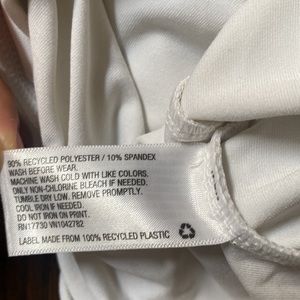 90% RECYCLED POLYESTER / 10% SPANDEX
WASH BEFORE WEAR.
MACHINE WASH COLD WITH LIKE COLORS.
ONLY NON-CHLORINE BLEACH IF NEEDED.
TUMBLE DRY LOW. REMOVE PROMPTLY.
COOL IRON IF NEEDED.
DO NOT IRON ON PRINT.
RN17730 VN1042782
LABEL MADE FROM 100% RECYCLED PLASTIC